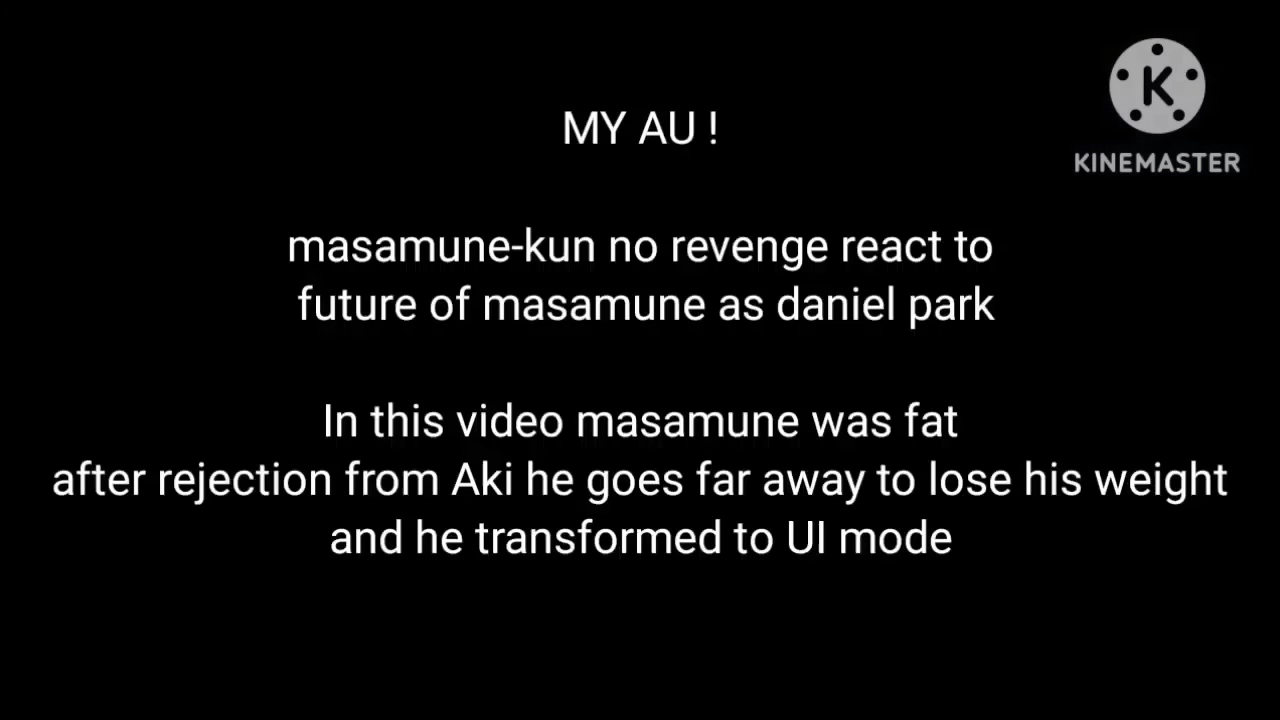 MY AU !
K
KINEMASTER
masamune-kun no revenge react to
future of masamune as daniel park
In this video masamune was fat
after rejection from Aki he goes far away to lose his weight
and he transformed to UI mode